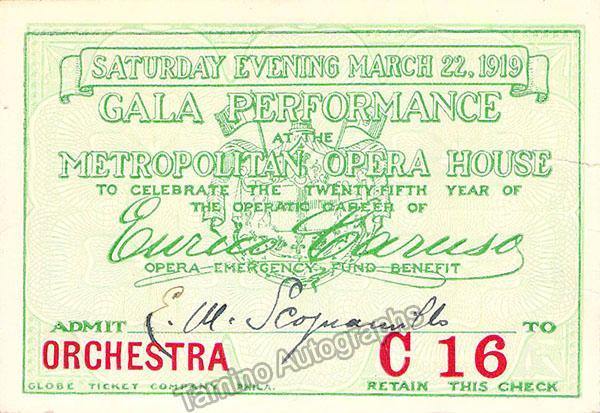 SATURDAY EVENING MARCH 22, 1919
GALA PERFORMANCE
AT THE
METROPOLITAN OPERA HOUSE
TO CELEBRATE THE TWENTY-FIFTH YEAR OF
THE OPERATIC CAREER OF
Enrico Caruso
OPERA EMERGENCY FUND BENEFIT
ADMIT E. M. Scognamillo TO
ORCHESTRA C 16
GLOBE TICKET COMPANY, PHILA. RETAIN THIS CHECK
Tamino Autographs